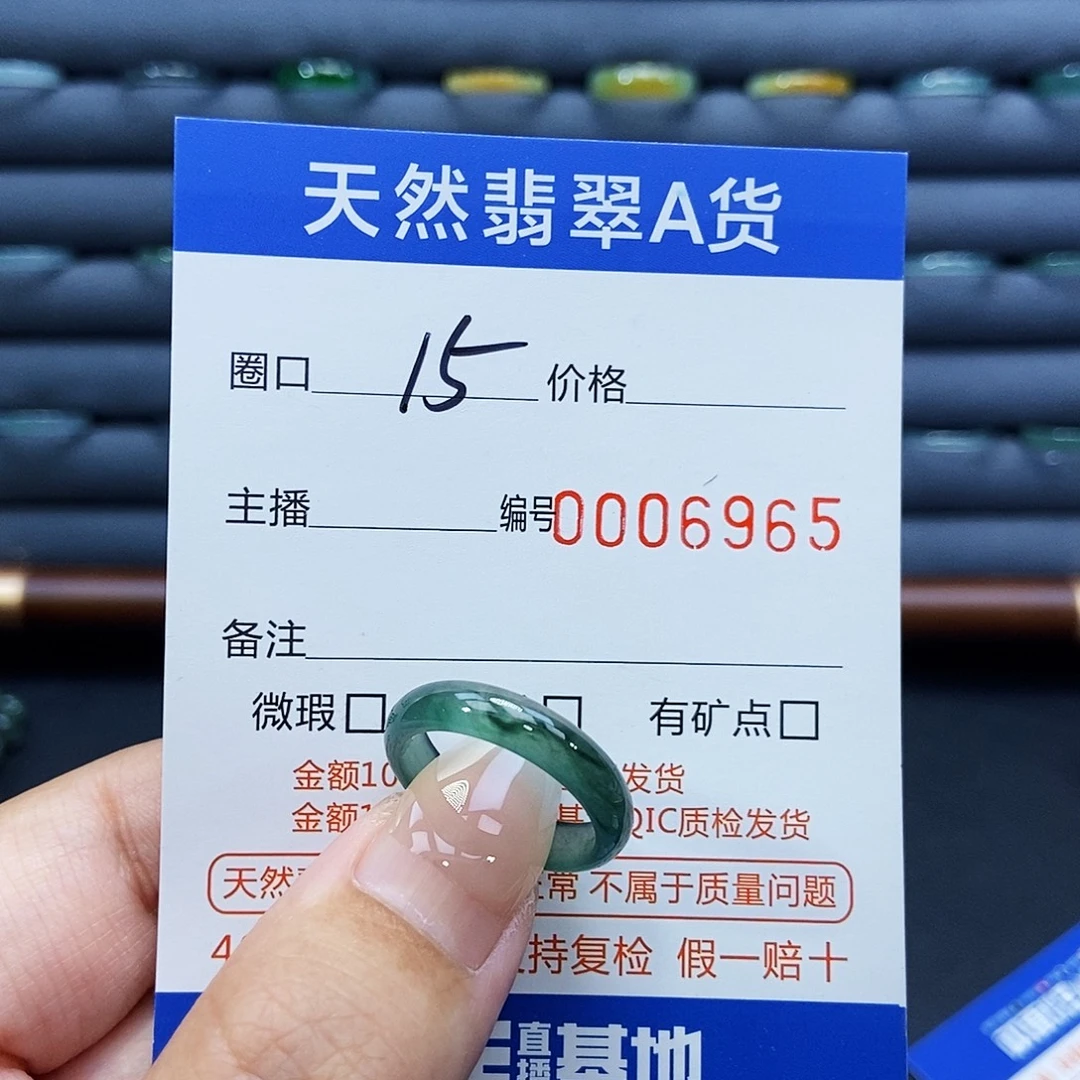 天然翡翠A货
圈口 15 价格
主播 编号0006965
备注
微瑕□ □ 有矿点□
金额10 发货
金额1 基 QIC质检发货
天然 正常 不属于质量问题
4 支持复检 假一赔十
直播基地